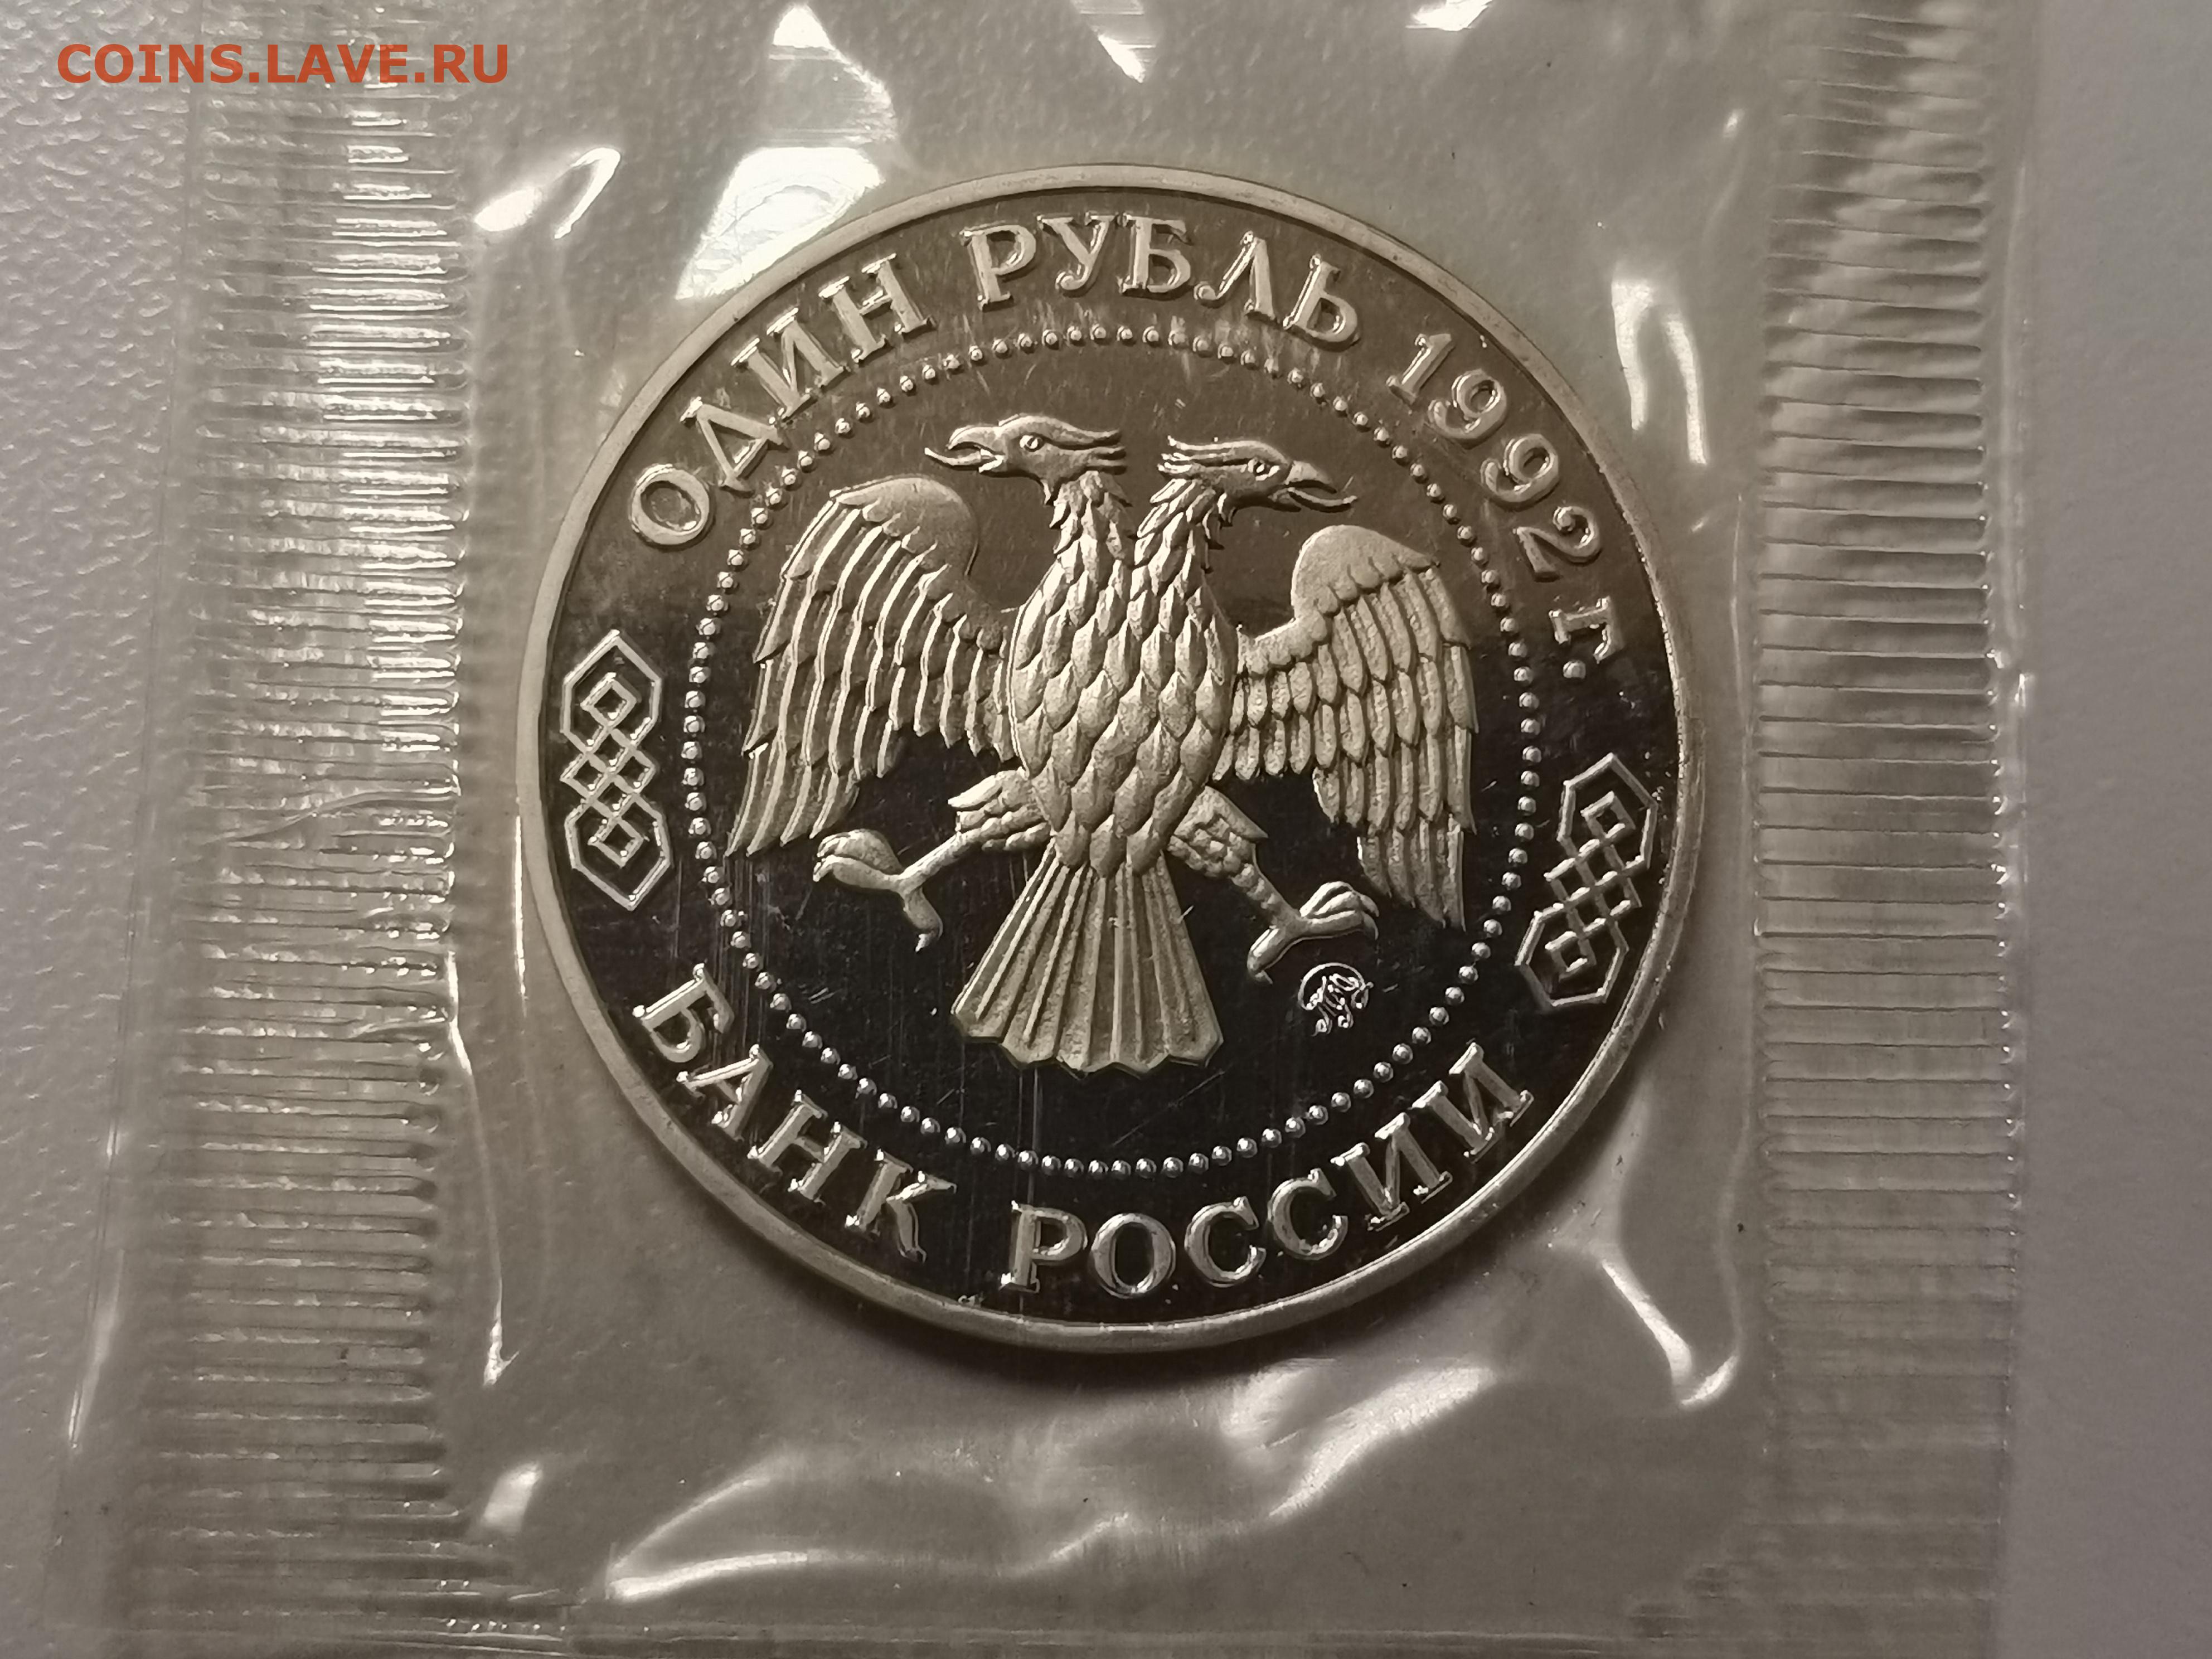 COINS.LAVE.RU
ОДИН РУБЛЬ 1992 г.
БАНК РОССИИ